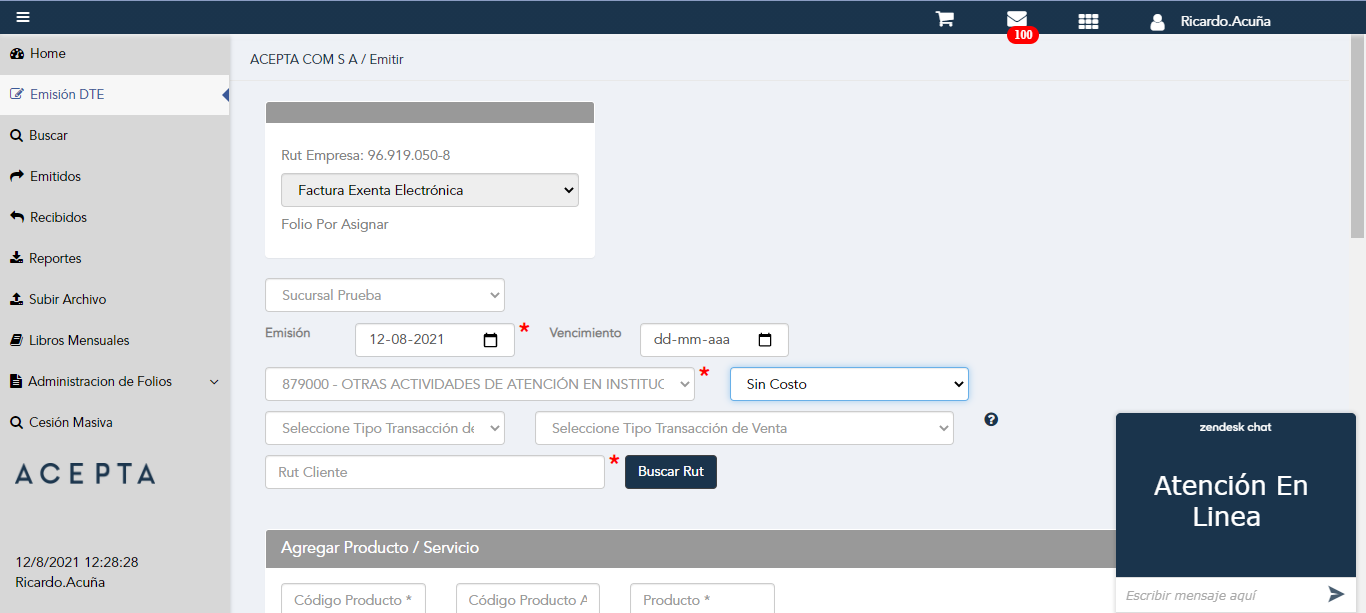 100
Ricardo.Acuña
Home
Emisión DTE
Buscar
Emitidos
Recibidos
Reportes
Subir Archivo
Libros Mensuales
Administracion de Folios
Cesión Masiva
ACEPTA
12/8/2021 12:28:28
Ricardo.Acuña
ACEPTA COM S A / Emitir
Rut Empresa: 96.919.050-8
Factura Exenta Electrónica
Folio Por Asignar
Sucursal Prueba
Emisión 12-08-2021 * Vencimiento dd-mm-aaa
879000 - OTRAS ACTIVIDADES DE ATENCIÓN EN INSTITUC * Sin Costo
Seleccione Tipo Transacción de Seleccione Tipo Transacción de Venta ?
Rut Cliente * Buscar Rut
Agregar Producto / Servicio
Código Producto * Código Producto A Producto *
zendesk chat
Atención En
Linea
Escribir mensaje aquí